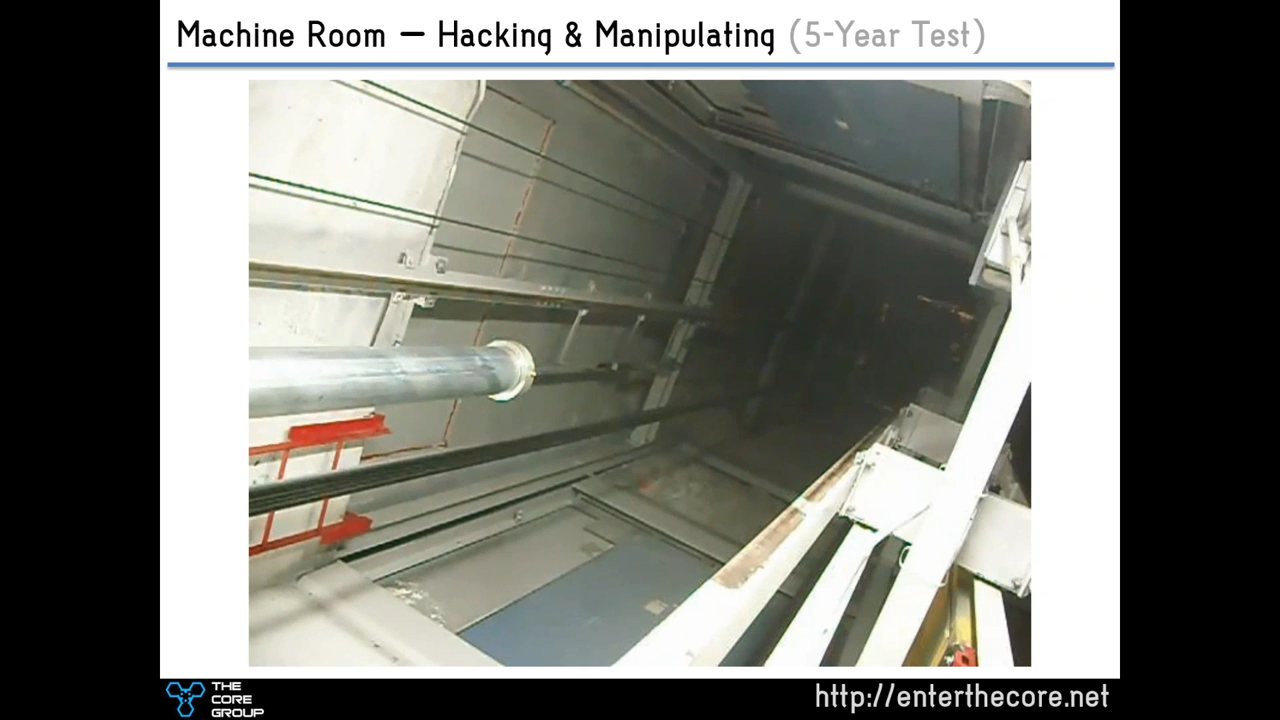 Machine Room — Hacking & Manipulating (5-Year Test)
THE
CORE
GROUP
http://enterthecore.net